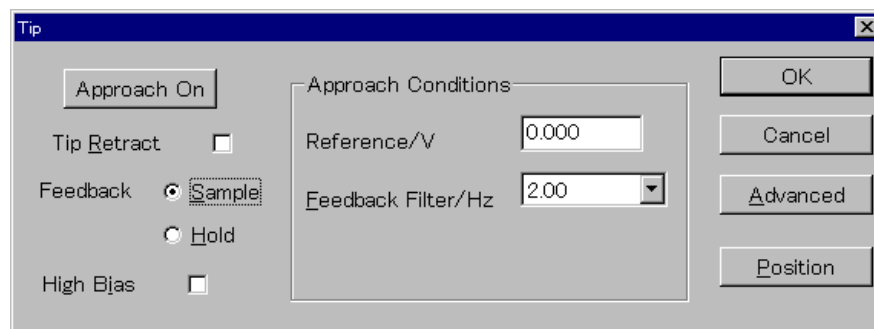 Tip
Approach On
Tip Retract
Feedback
Sample
Hold
High Bias
Approach Conditions
Reference/V
0.000
Feedback Filter/Hz
2.00
OK
Cancel
Advanced
Position